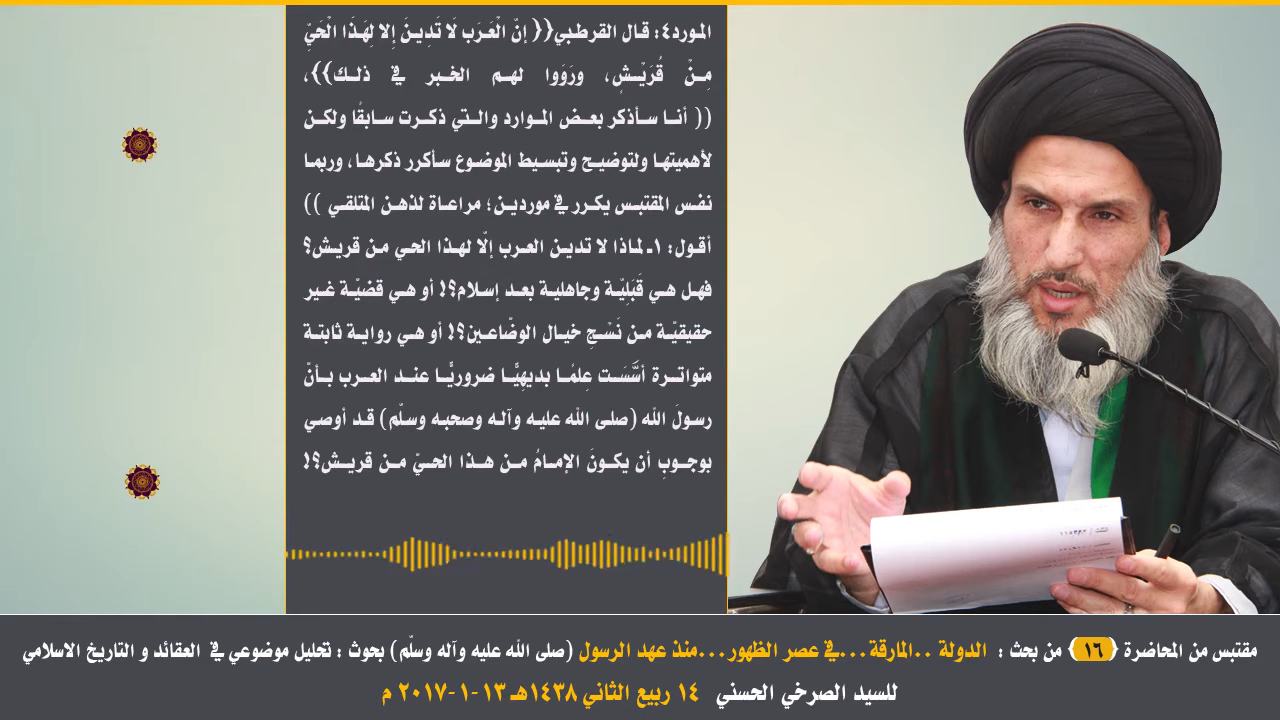 المورد٤: قال القرطبي{{ إنّ الْعَرَب لَا تَدِينَ إلا لِهَذَا الْحَيِّ
مِنْ قُرَيْشٍ، ورَوَوا لهم الخبر في ذلك}}،
(( أنا سأذكر بعض الموارد والتي ذكرت سابقًا ولكن
لأهميتها ولتوضيح وتبسيط الموضوع سأكرر ذكرها، وربما
نفس المقتبس يكرر في موردين؛ مراعاة لذهن المتلقي ))
أقول: ١ـ لماذا لا تدين العرب إلّا لهذا الحي من قريش؟
فهل هي قَبَلِيّة وجاهلية بعد إسلام؟! أو هي قضيّة غير
حقيقيّة من نَسْجِ خيال الوضّاعين؟! أو هي رواية ثابتة
متواترة أسَّسَت عِلمًا بديهيًّا ضروريًّا عند العرب بأنّ
رسولَ الله (صلى الله عليه وآله وصحبه وسلّم) قد أوصي
بوجوبِ أن يكونَ الإمامُ من هذا الحيّ من قريش؟!
مقتبس من المحاضرة {١٦} من بحث : الدولة ..المارقة...في عصر الظهور...منذ عهد الرسول (صلى الله عليه وآله وسلّم) بحوث : تحليل موضوعي في العقائد و التاريخ الاسلامي
للسيد الصرخي الحسني ١٤ ربيع الثاني ١٤٣٨هـ ١٣-١-٢٠١٧ م